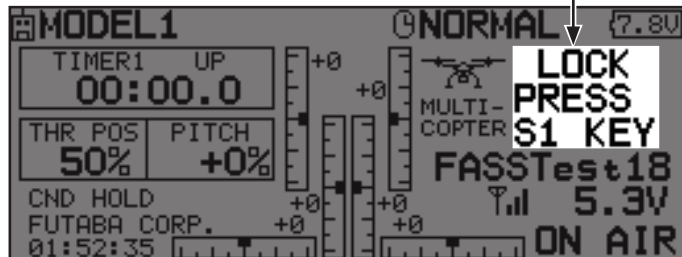 MODEL1 NORMAL 7.8V
TIMER1 UP
00:00.0
THR POS PITCH
50% +0%
+0
+0
+0
+0
+0
+0
MULTI-
COPTER
LOCK
PRESS
S1 KEY
FASSTest18
5.3V
CND HOLD
FUTABA CORP.
01:52:35
ON AIR